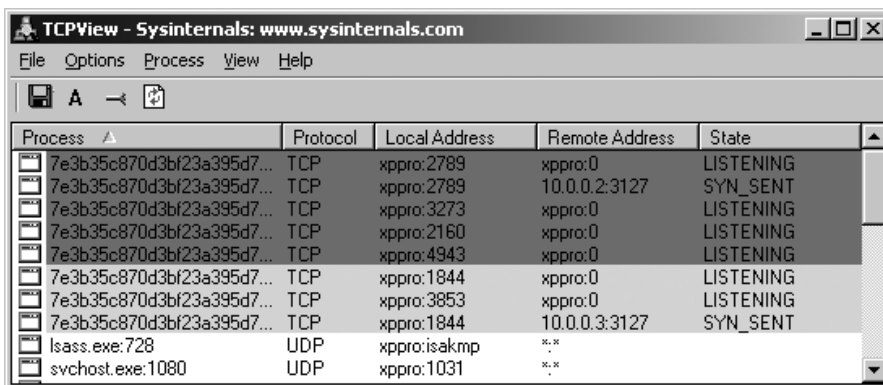 TCPView - Sysinternals: www.sysinternals.com
File Options Process View Help
A
Process Protocol Local Address Remote Address State
7e3b35c870d3bf23a395d7... TCP xppro:2789 xppro:0 LISTENING
7e3b35c870d3bf23a395d7... TCP xppro:2789 10.0.0.2:3127 SYN_SENT
7e3b35c870d3bf23a395d7... TCP xppro:3273 xppro:0 LISTENING
7e3b35c870d3bf23a395d7... TCP xppro:2160 xppro:0 LISTENING
7e3b35c870d3bf23a395d7... TCP xppro:4943 xppro:0 LISTENING
7e3b35c870d3bf23a395d7... TCP xppro:1844 xppro:0 LISTENING
7e3b35c870d3bf23a395d7... TCP xppro:3853 xppro:0 LISTENING
7e3b35c870d3bf23a395d7... TCP xppro:1844 10.0.0.3:3127 SYN_SENT
lsass.exe:728 UDP xppro:isakmp *:*
svchost.exe:1080 UDP xppro:1031 *:*